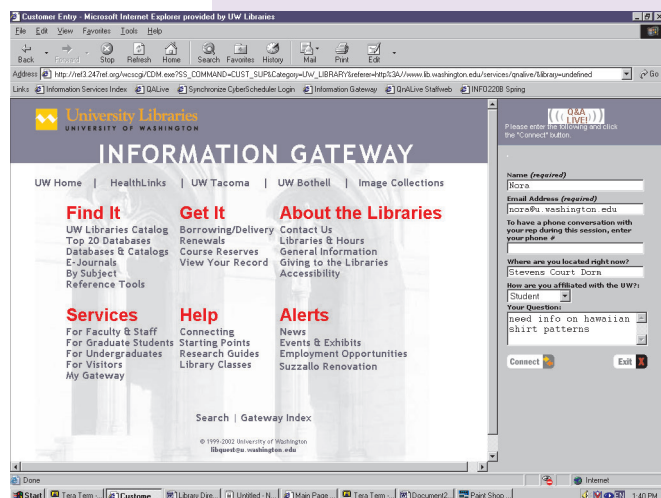 Customer Entry - Microsoft Internet Explorer provided by UW Libraries
File Edit View Favorites Tools Help
Back Forward Stop Refresh Home Search Favorites History Mail Print Edit
Address http://ref3.247ref.org/wcscgi/CDM.exe?SS_COMMAND=CUST_SUP&Category=UW_LIBRARY&referer=http%3A//www.lib.washington.edu/services/qnalive/&library=undefined Go
Links Information Services Index QALive Synchronize CyberScheduler Login Information Gateway QnALive Staffweb INFO220B Spring
University Libraries
UNIVERSITY OF WASHINGTON
INFORMATION GATEWAY
UW Home | HealthLinks | UW Tacoma | UW Bothell | Image Collections
Find It
UW Libraries Catalog
Top 20 Databases
Databases & Catalogs
E-Journals
By Subject
Reference Tools
Get It
Borrowing/Delivery
Renewals
Course Reserves
View Your Record
About the Libraries
Contact Us
Libraries & Hours
General Information
Giving to the Libraries
Accessibility
Services
For Faculty & Staff
For Graduate Students
For Undergraduates
For Visitors
My Gateway
Help
Connecting
Starting Points
Research Guides
Library Classes
Alerts
News
Events & Exhibits
Employment Opportunities
Suzzallo Renovation
Search | Gateway Index
© 1999-2002 University of Washington
libquest@u.washington.edu
Q&A
LIVE!
Please enter the following and click
the "Connect" button.
Name (required)
Nora
Email Address (required)
nora@u.washington.edu
To have a phone conversation with
your rep during this session, enter
your phone #
Where are you located right now?
Stevens Court Dorm
How are you affiliated with the UW?:
Student
Your Question:
need info on hawaiian
shirt patterns
Connect Exit X
Done Internet
Start Tera Term - Custome... Library Dire... Untitled - N... Main Page... Tera Term - Document2... Paint Shop... 1:40 PM